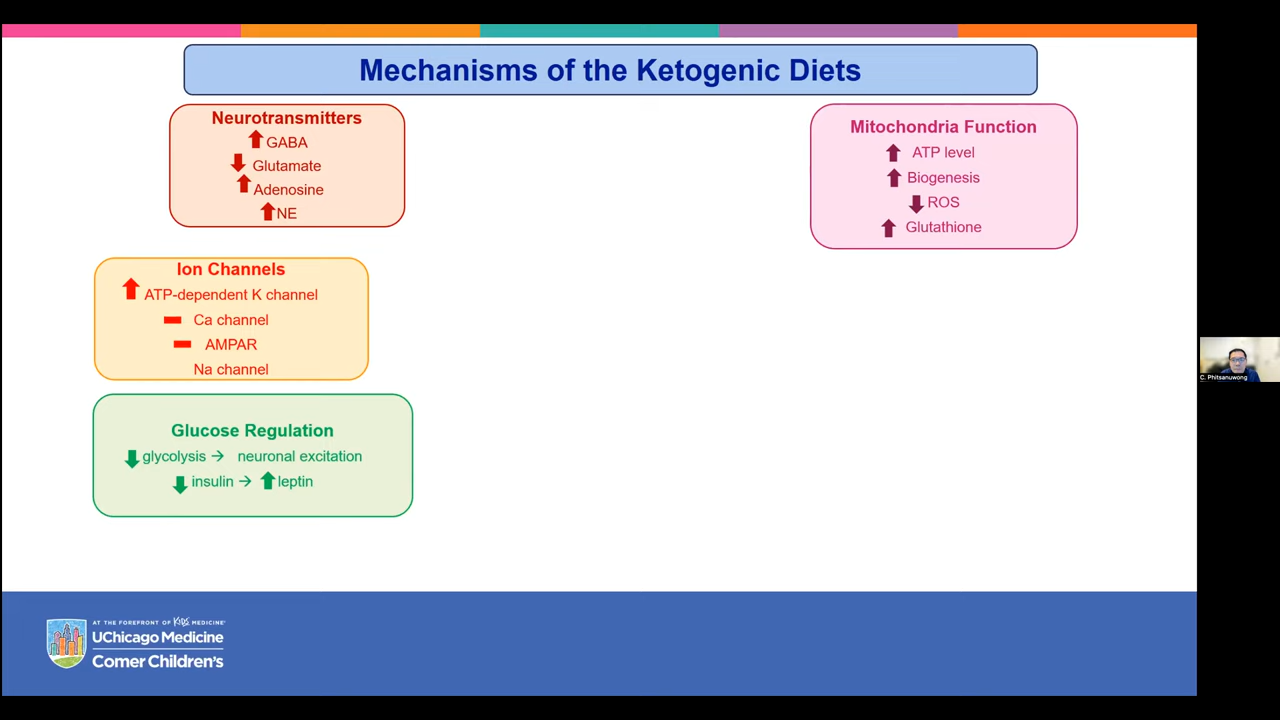 Mechanisms of the Ketogenic Diets
Neurotransmitters
GABA
Glutamate
Adenosine
NE
Ion Channels
ATP-dependent K channel
Ca channel
AMPAR
Na channel
Glucose Regulation
glycolysis → neuronal excitation
insulin → leptin
Mitochondria Function
ATP level
Biogenesis
ROS
Glutathione
AT THE FOREFRONT OF KIDS MEDICINE®
UChicago Medicine
Comer Children's
C. Phitsanuwong